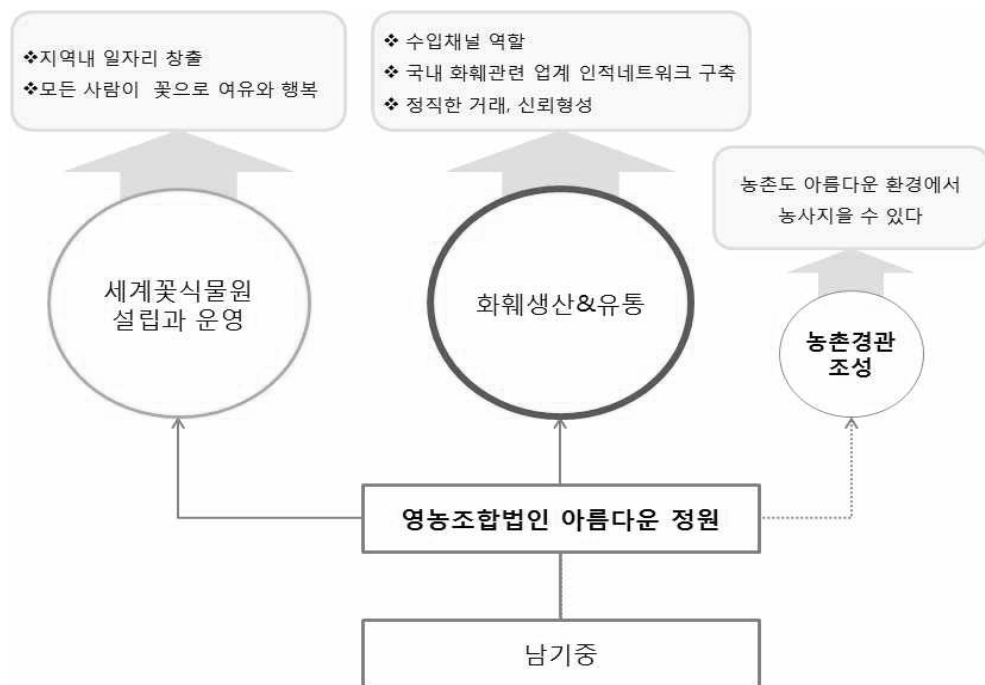 ❖지역내 일자리 창출
❖모든 사람이 꽃으로 여유와 행복
❖ 수입채널 역할
❖ 국내 화훼관련 업계 인적네트워크 구축
❖ 정직한 거래, 신뢰형성
농촌도 아름다운 환경에서
농사지을 수 있다
세계꽃식물원
설립과 운영
화훼생산&유통
농촌경관
조성
영농조합법인 아름다운 정원
남기중